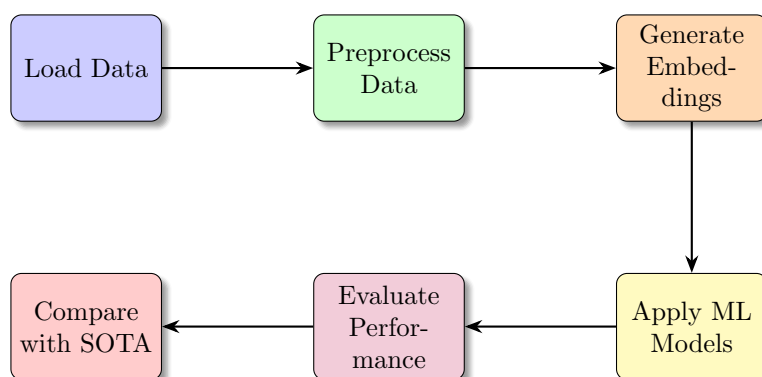 Load Data
Preprocess
Data
Generate
Embed-
dings
Compare
with SOTA
Evaluate
Perfor-
mance
Apply ML
Models